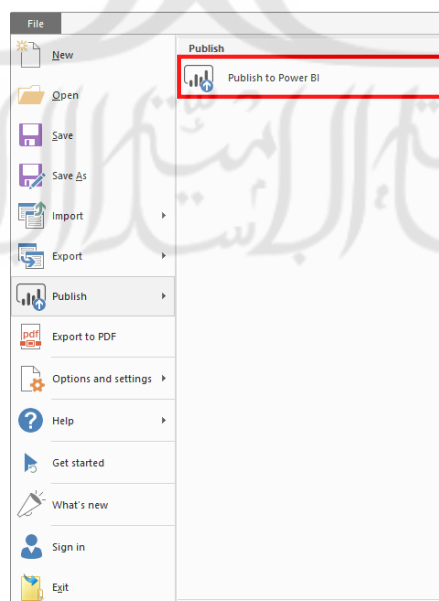 File
New
Open
Save
Save As
Import
Export
Publish
Export to PDF
Options and settings
Help
Get started
What's new
Sign in
Exit
Publish
Publish to Power BI
pdf